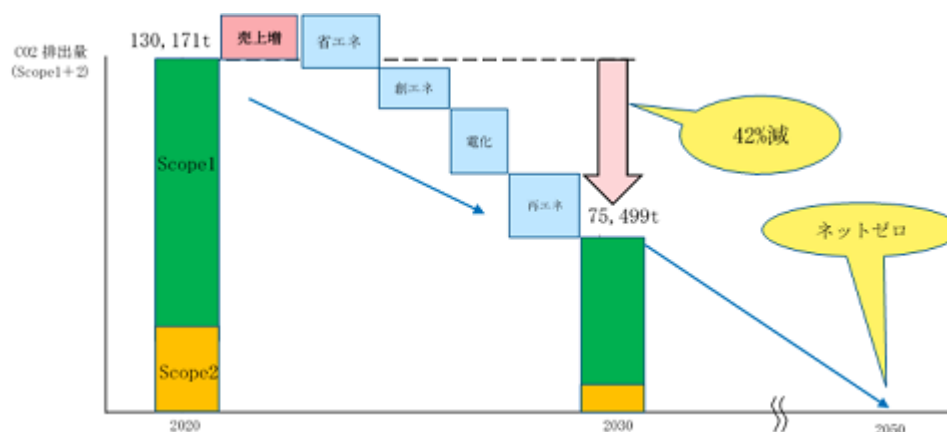 CO2 排出量
(Scope1+2)
130,171t
売上増
省エネ
創エネ
電化
再エネ
42%減
75,499t
ネットゼロ
Scope1
Scope2
2020
2030
2050